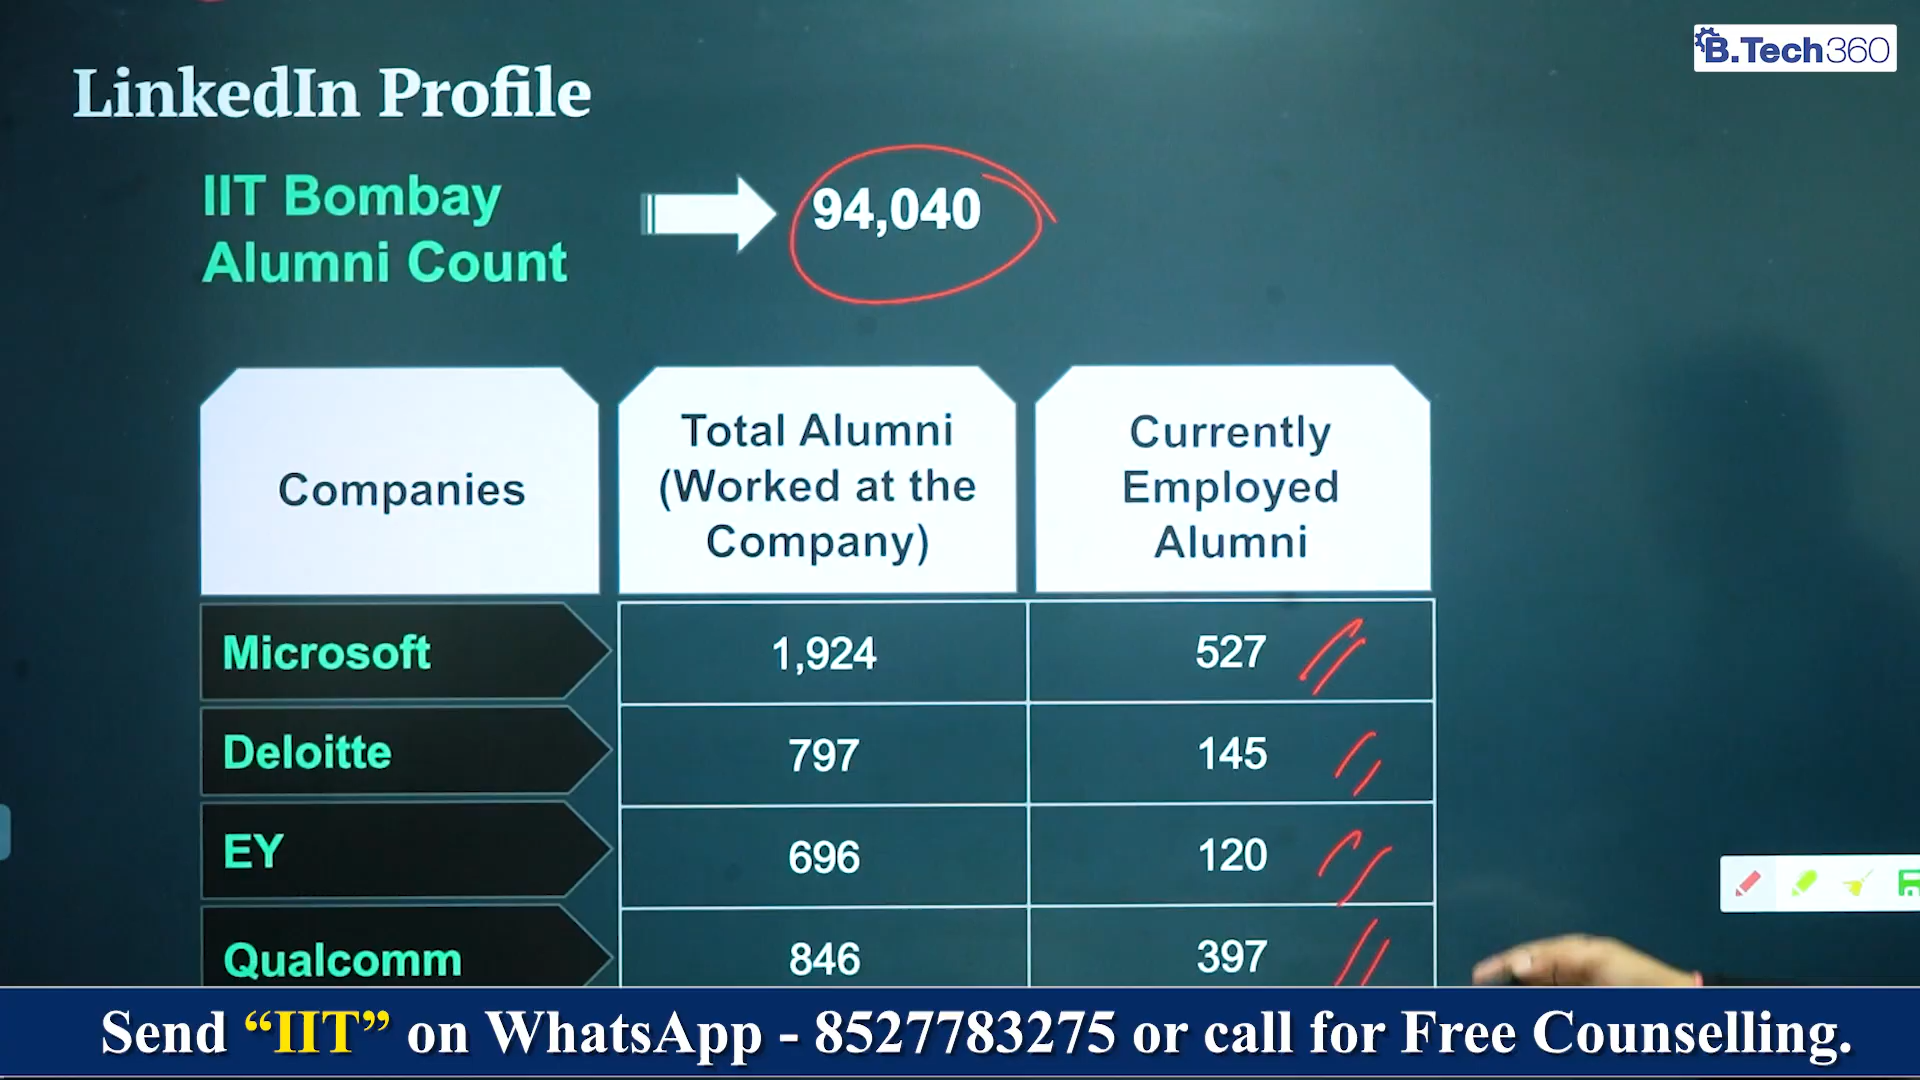 B.Tech360
LinkedIn Profile
IIT Bombay
Alumni Count
94,040
Companies
Total Alumni
(Worked at the
Company)
Currently
Employed
Alumni
Microsoft
1,924
527
Deloitte
797
145
EY
696
120
Qualcomm
846
397
Send “IIT” on WhatsApp - 8527783275 or call for Free Counselling.